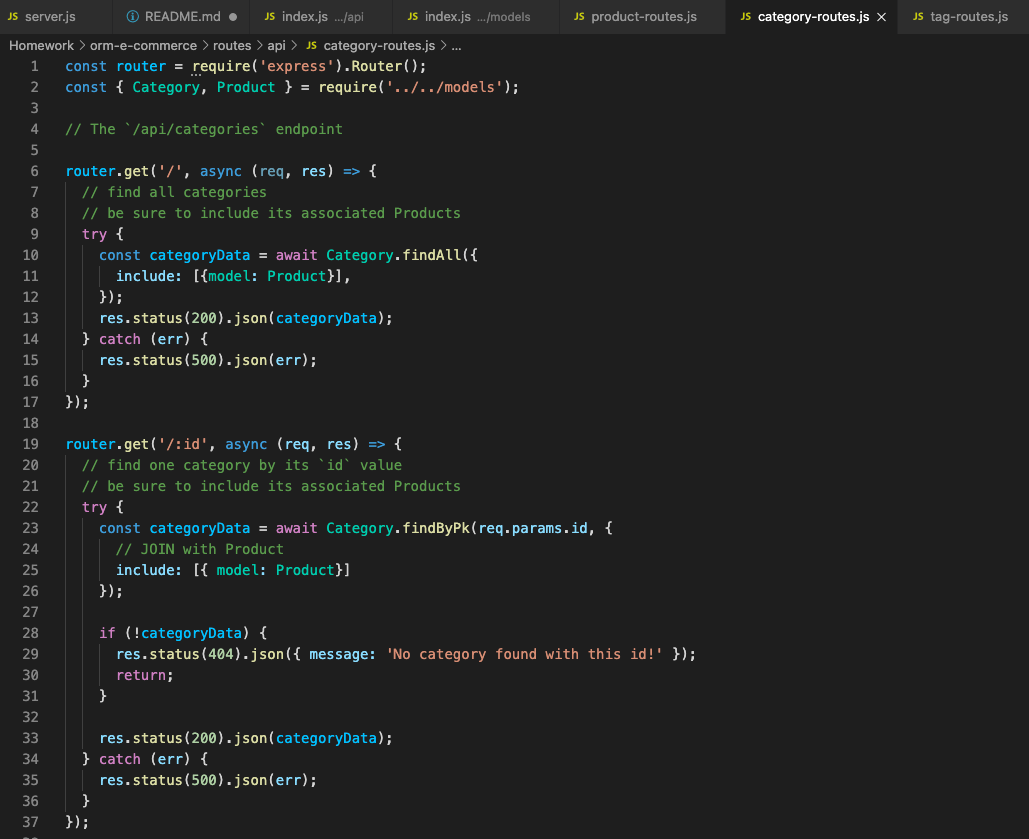 JS server.js ⓘ README.md ● JS index.js .../api JS index.js .../models JS product-routes.js JS category-routes.js × JS tag-routes.js
Homework > orm-e-commerce > routes > api > JS category-routes.js > ...
1 const router = require('express').Router();
2 const { Category, Product } = require('../../models');
3
4 // The `/api/categories` endpoint
5
6 router.get('/', async (req, res) => {
7   // find all categories
8   // be sure to include its associated Products
9   try {
10     const categoryData = await Category.findAll({
11       include: [{model: Product}],
12     });
13     res.status(200).json(categoryData);
14   } catch (err) {
15     res.status(500).json(err);
16   }
17 });
18
19 router.get('/:id', async (req, res) => {
20   // find one category by its `id` value
21   // be sure to include its associated Products
22   try {
23     const categoryData = await Category.findByPk(req.params.id, {
24       // JOIN with Product
25       include: [{ model: Product}]
26     });
27
28     if (!categoryData) {
29       res.status(404).json({ message: 'No category found with this id!' });
30       return;
31     }
32
33     res.status(200).json(categoryData);
34   } catch (err) {
35     res.status(500).json(err);
36   }
37 });